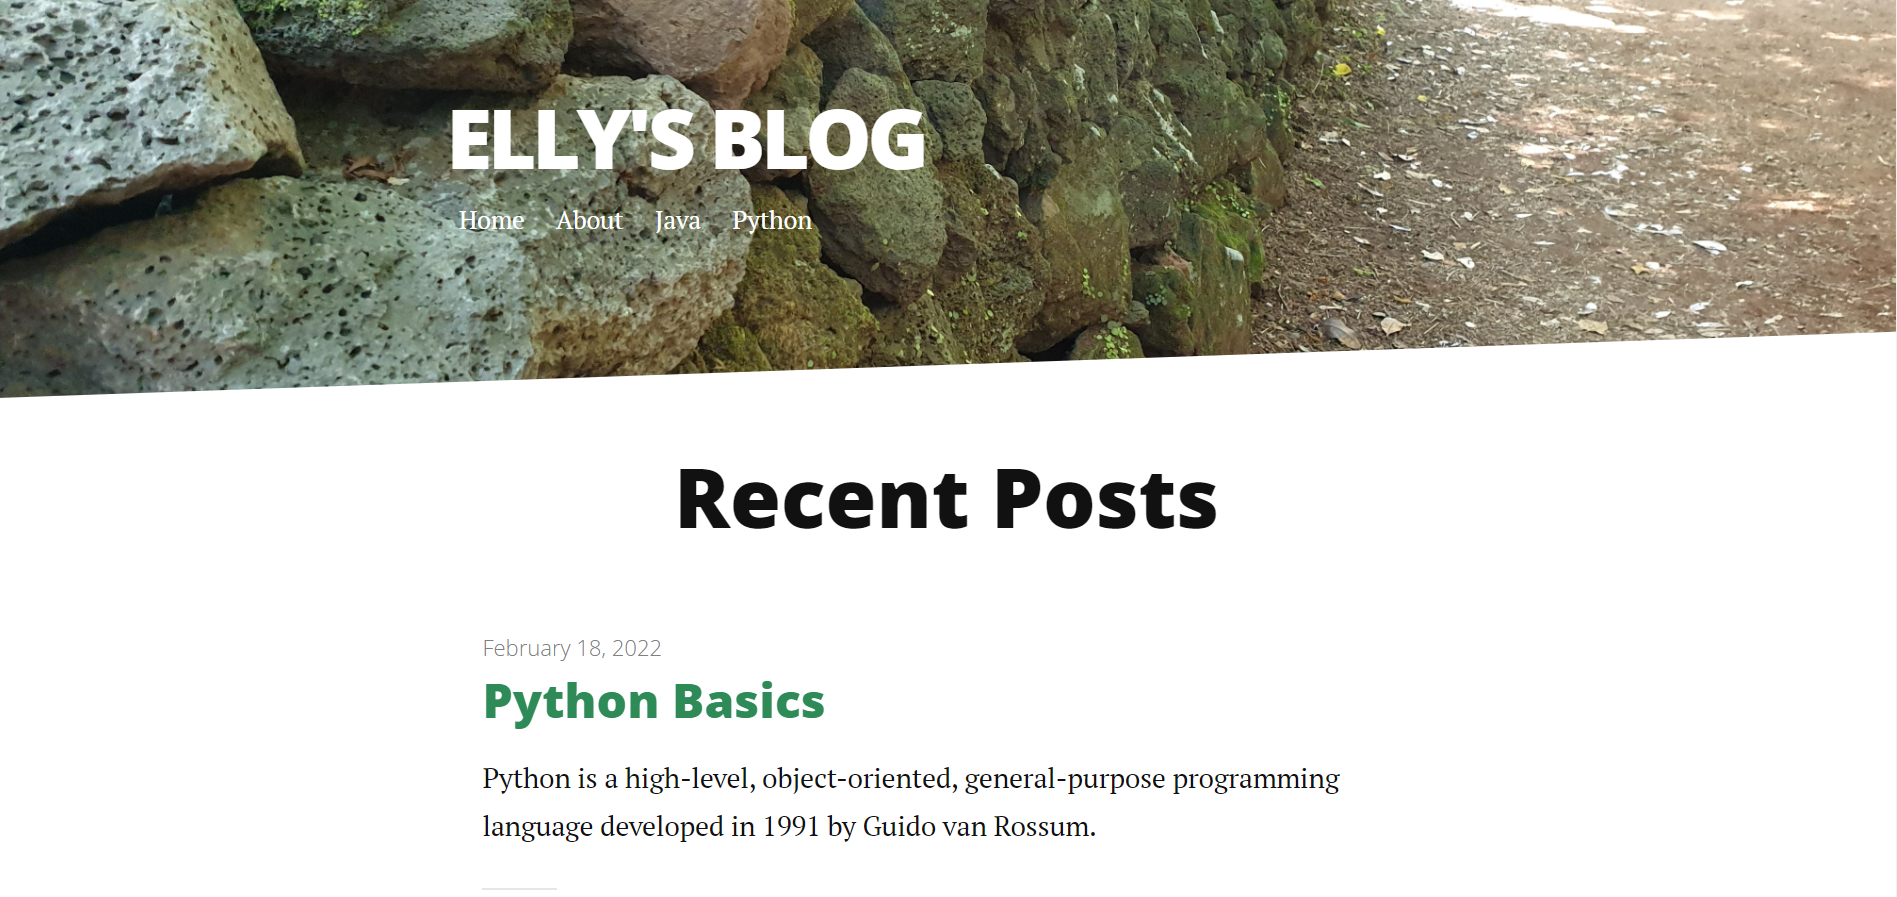 ELLY'S BLOG
Home About Java Python
Recent Posts
February 18, 2022
Python Basics
Python is a high-level, object-oriented, general-purpose programming
language developed in 1991 by Guido van Rossum.